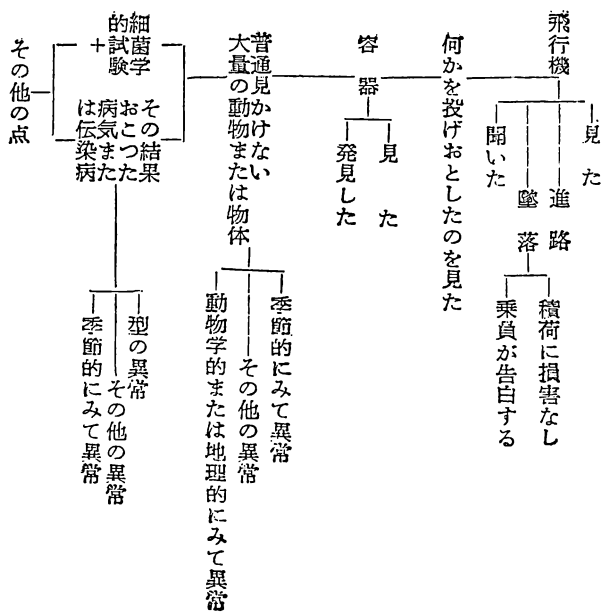 飛行機
見た
進路
墜落
聞いた
積荷に損害なし
乗員が告白する
何かを投げおとしたのを見た
容器
見た
発見した
普通見かけない
大量の動物または物体
季節的にみて異常
その他の異常
動物学的または地理的にみて異常
細菌学
的試験
＋
その結果
おこつた
病気また
は伝染病
型の異常
その他の異常
季節的にみて異常
その他の点